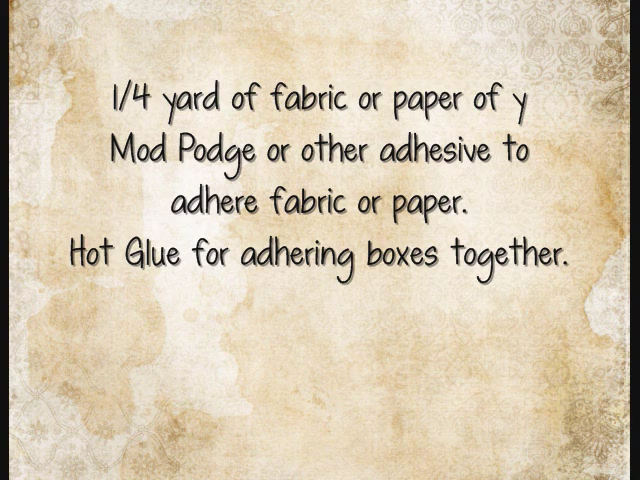 1/4 yard of fabric or paper of y
Mod Podge or other adhesive to
adhere fabric or paper.
Hot Glue for adhering boxes together.